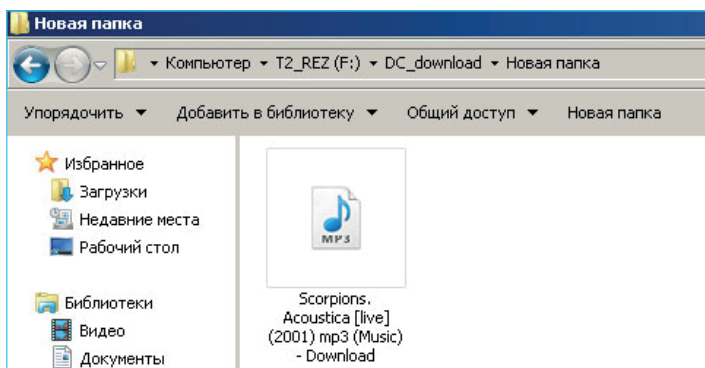 Новая папка
Компьютер ▾ T2_REZ (F:) ▾ DC_download ▾ Новая папка
Упорядочить ▾ Добавить в библиотеку ▾ Общий доступ ▾ Новая папка
Избранное
Загрузки
Недавние места
Рабочий стол
Библиотеки
Видео
Документы
MP3
Scorpions.
Acoustica [live]
(2001) mp3 (Music)
- Download